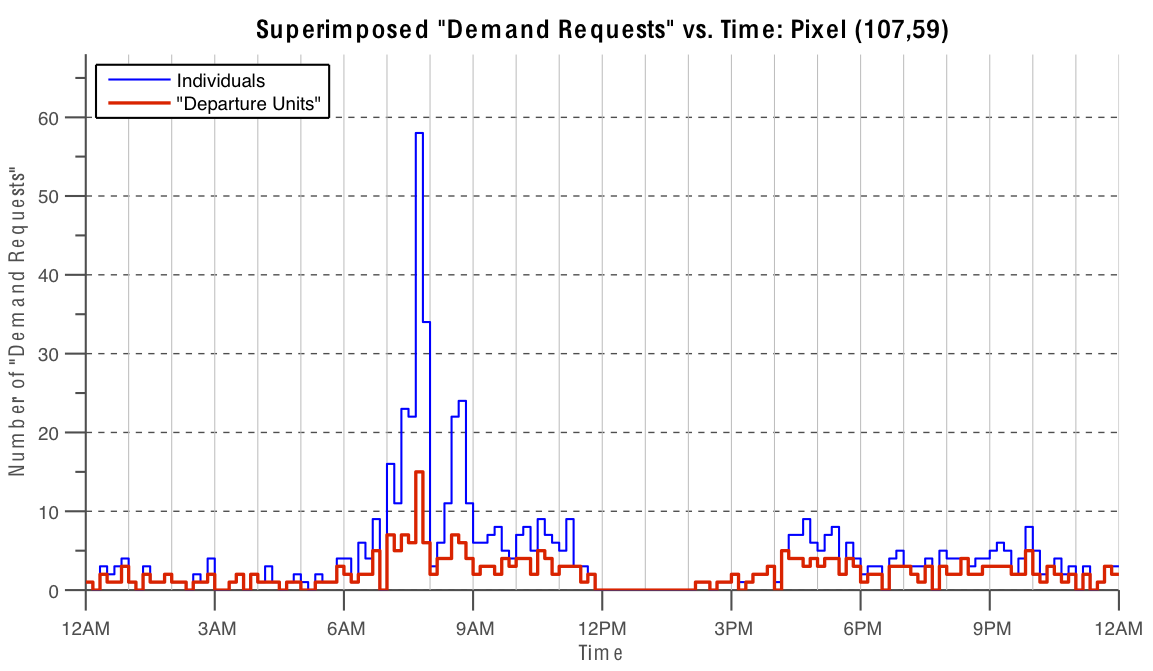 Superimposed "Demand Requests" vs. Time: Pixel (107,59)
Individuals
"Departure Units"
Number of "Demand Requests"
60
50
40
30
20
10
0
12AM 3AM 6AM 9AM 12PM 3PM 6PM 9PM 12AM
Time